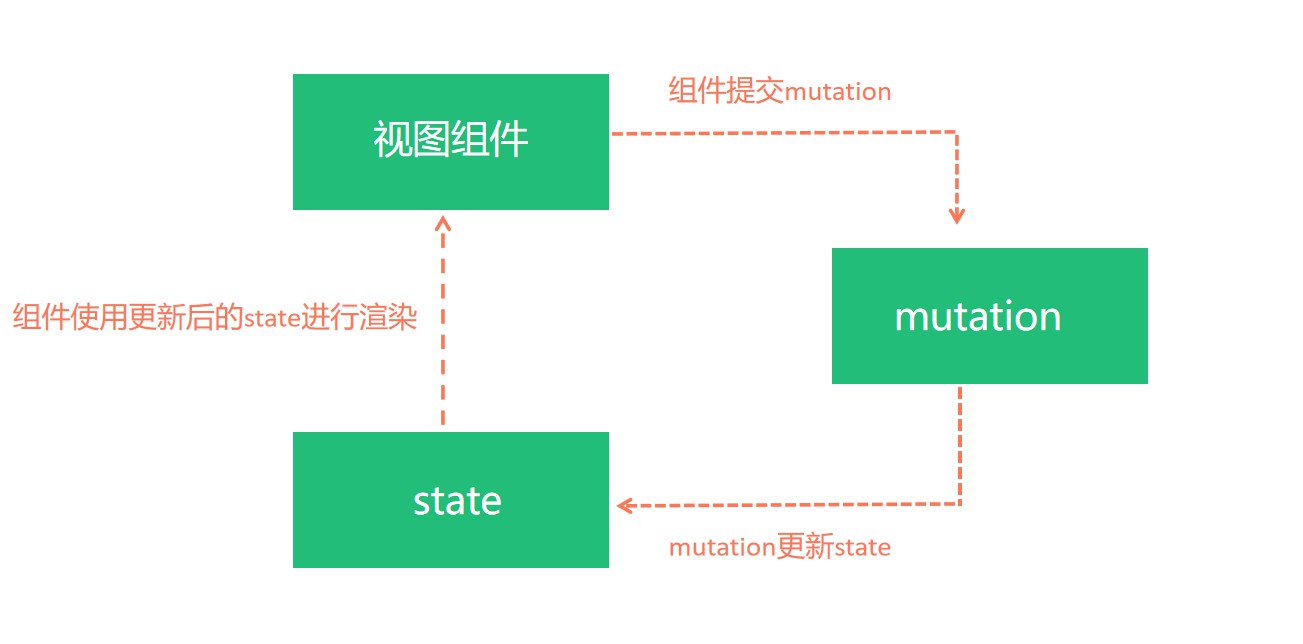 组件提交mutation
视图组件
mutation
组件使用更新后的state进行渲染
state
mutation更新state